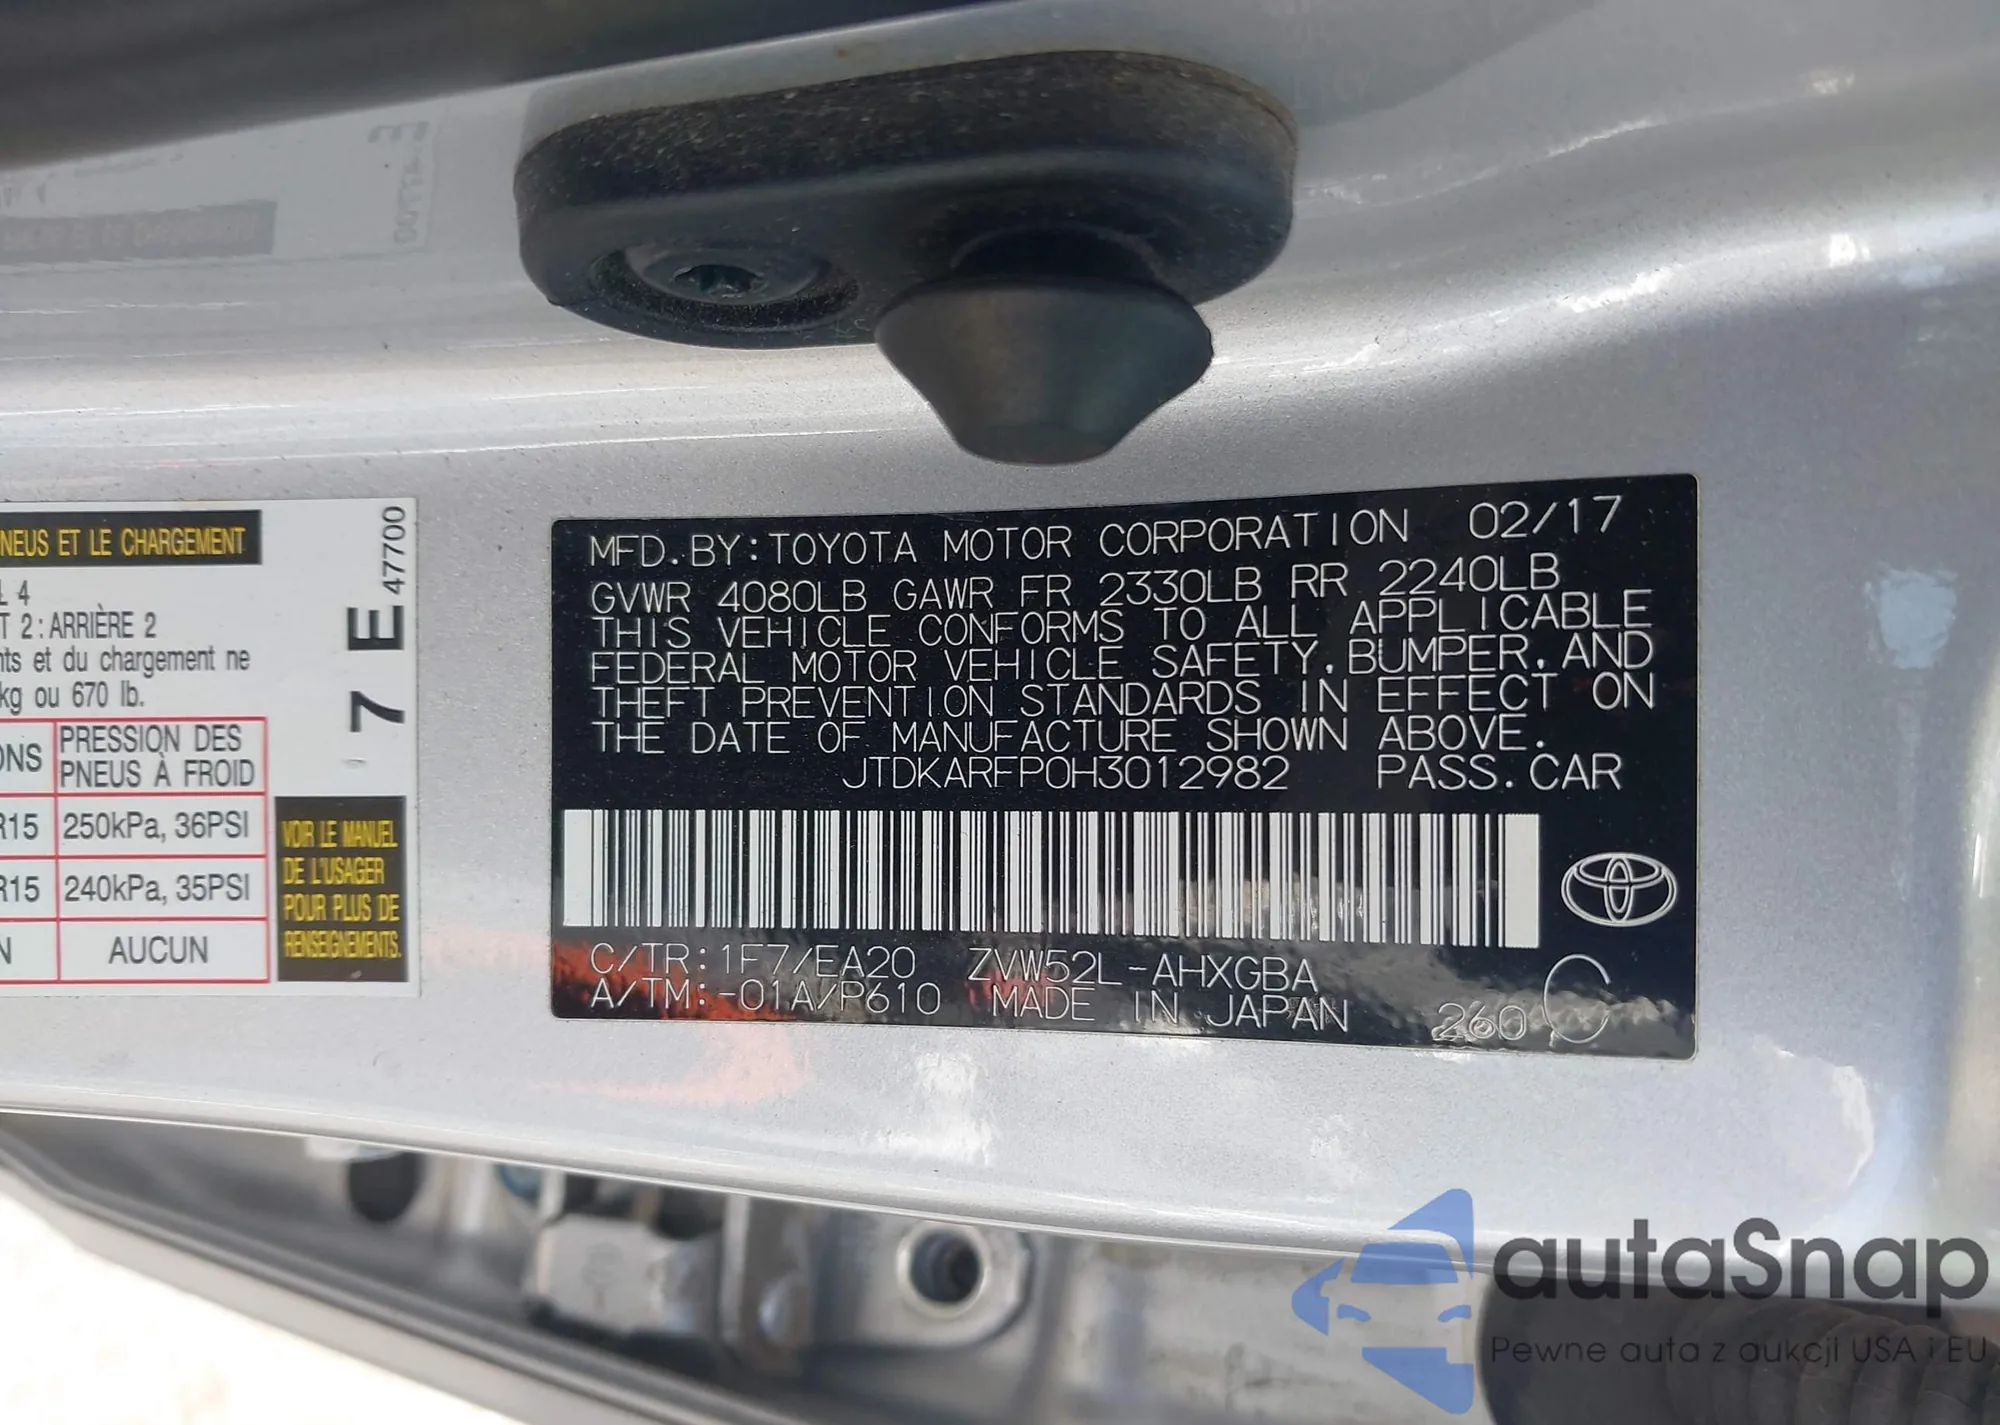 NEUS ET LE CHARGEMENT
L 4
T 2 : ARRIÈRE 2
nts et du chargement ne
kg ou 670 lb.
ONS PRESSION DES PNEUS À FROID
R15 250kPa, 36PSI
R15 240kPa, 35PSI
N AUCUN
7 E 47700
VOIR LE MANUEL
DE L'USAGER
POUR PLUS DE
RENSEIGNEMENTS.
MFD. BY: TOYOTA MOTOR CORPORATION 02/17
GVWR 4080LB GAWR FR 2330LB RR 2240LB
THIS VEHICLE CONFORMS TO ALL APPLICABLE
FEDERAL MOTOR VEHICLE SAFETY, BUMPER, AND
THEFT PREVENTION STANDARDS IN EFFECT ON
THE DATE OF MANUFACTURE SHOWN ABOVE.
JTDKARFP0H3012982 PASS. CAR
C/TR: 1F7/EA20 ZVW52L-AHXGBA
A/TM: -01A/P610 MADE IN JAPAN 260 C
autaSnap
Pewne auta z aukcji USA i EU